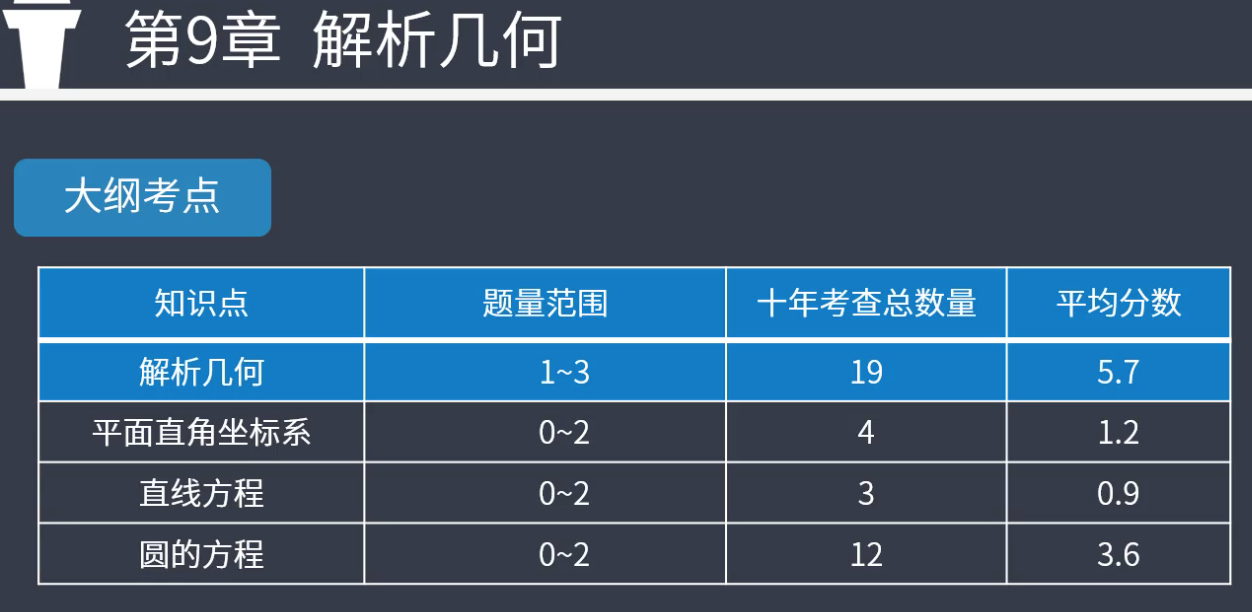 第9章 解析几何
大纲考点
知识点 题量范围 十年考查总数量 平均分数
解析几何 1~3 19 5.7
平面直角坐标系 0~2 4 1.2
直线方程 0~2 3 0.9
圆的方程 0~2 12 3.6